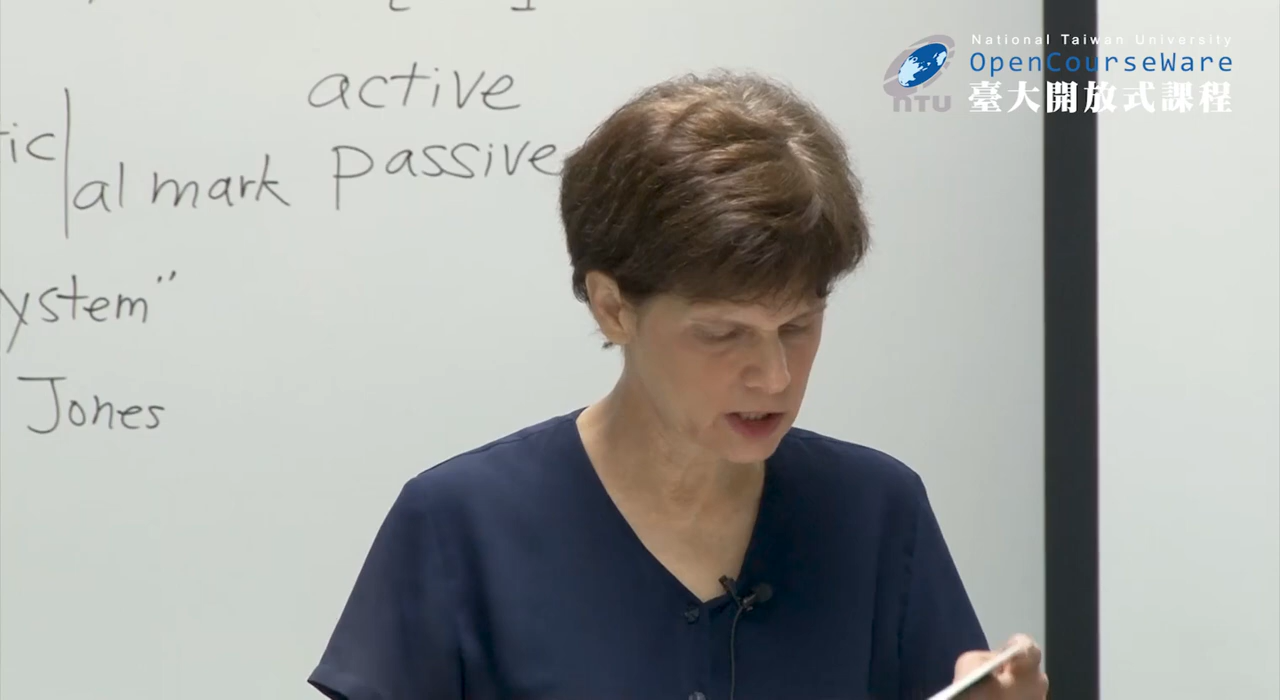 active
tic
al mark passive
ystem"
Jones
National Taiwan University
OpenCourseWare
NTU
臺大開放式課程